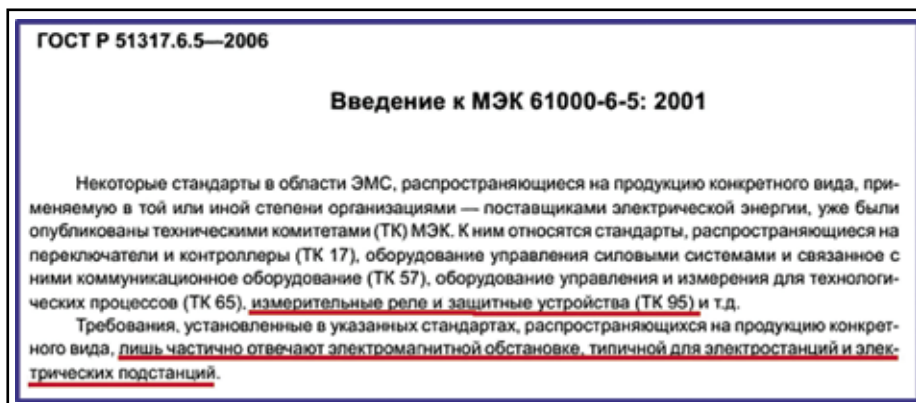 ГОСТ Р 51317.6.5—2006
Введение к МЭК 61000-6-5: 2001
Некоторые стандарты в области ЭМС, распространяющиеся на продукцию конкретного вида, при-
меняемую в той или иной степени организациями — поставщиками электрической энергии, уже были
опубликованы техническими комитетами (ТК) МЭК. К ним относятся стандарты, распространяющиеся на
переключатели и контроллеры (ТК 17), оборудование управления силовыми системами и связанное с
ними коммуникационное оборудование (ТК 57), оборудование управления и измерения для технологи-
ческих процессов (ТК 65), измерительные реле и защитные устройства (ТК 95) и т.д.
Требования, установленные в указанных стандартах, распространяющихся на продукцию конкрет-
ного вида, лишь частично отвечают электромагнитной обстановке, типичной для электростанций и элек-
трических подстанций.